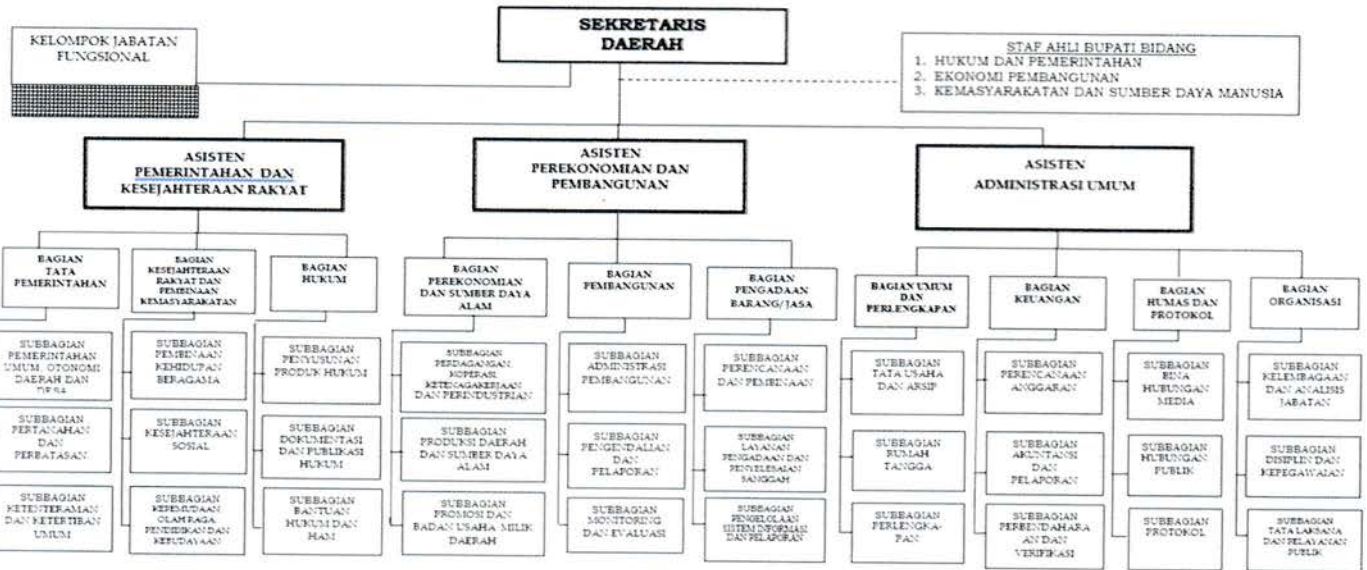 SEKRETARIS
DAERAH
KELOMPOK JABATAN
FUNGSIONAL
STAF AHLI BUPATI BIDANG
1. HUKUM DAN PEMERINTAHAN
2. EKONOMI PEMBANGUNAN
3. KEMASYARAKATAN DAN SUMBER DAYA MANUSIA
ASISTEN
PEMERINTAHAN DAN
KESEJAHTERAAN RAKYAT
ASISTEN
PEREKONOMIAN DAN
PEMBANGUNAN
ASISTEN
ADMINISTRASI UMUM
BAGIAN
TATA
PEMERINTAHAN
BAGIAN
KESEJAHTERAAN
RAKYAT DAN
PEMBINAAN
KEMASYARAKATAN
BAGIAN
HUKUM
BAGIAN
PEREKONOMIAN
DAN SUMBER DAYA
ALAM
BAGIAN
PEMBANGUNAN
BAGIAN
PENGADAAN
BARANG/JASA
BAGIAN UMUM
DAN
PERLENGKAPAN
BAGIAN
KEUANGAN
BAGIAN
HUMAS DAN
PROTOKOL
BAGIAN
ORGANISASI
SUBBAGIAN
PEMERINTAHAN
UMUM, OTONOMI
DAERAH DAN
DESA
SUBBAGIAN
PEMBINAAN
KEHIDUPAN
BERAGAMA
SUBBAGIAN
PENYUSUNAN
PRODUK HUKUM
SUBBAGIAN
PERDAGANGAN,
KOPERASI,
KETENAGAKERJAAN
DAN PERINDUSTRIAN
SUBBAGIAN
ADMINISTRASI
PEMBANGUNAN
SUBBAGIAN
PERENCANAAN
DAN PEMBINAAN
SUBBAGIAN
TATA USAHA
DAN ARSIP
SUBBAGIAN
PERENCANAAN
ANGGARAN
SUBBAGIAN
BINA
HUBUNGAN
MEDIA
SUBBAGIAN
KELEMBAGAAN
DAN ANALISIS
JABATAN
SUBBAGIAN
PERTANAHAN
DAN
PERBATASAN
SUBBAGIAN
KESEJAHTERAAN
SOSIAL
SUBBAGIAN
DOKUMENTASI
DAN PUBLIKASI
HUKUM
SUBBAGIAN
PRODUKSI DAERAH
DAN SUMBER DAYA
ALAM
SUBBAGIAN
PENGENDALIAN
DAN
PELAPORAN
SUBBAGIAN
LAYANAN
PENGADAAN DAN
PENYELESAIAN
SANGGAH
SUBBAGIAN
RUMAH
TANGGA
SUBBAGIAN
AKUNTANSI
DAN
PELAPORAN
SUBBAGIAN
HUBUNGAN
PUBLIK
SUBBAGIAN
DISIPLIN DAN
KEPEGAWAIAN
SUBBAGIAN
KETENTERAMAN
DAN KETERTIBAN
UMUM
SUBBAGIAN
KEPEMUDAAN,
OLAH RAGA,
PENDIDIKAN DAN
KEBUDAYAAN
SUBBAGIAN
BANTUAN
HUKUM DAN
HAM
SUBBAGIAN
PROMOSI DAN
BADAN USAHA MILIK
DAERAH
SUBBAGIAN
MONITORING
DAN EVALUASI
SUBBAGIAN
PENGELOLAAN
SISTEM INFORMASI
DAN PELAPORAN
SUBBAGIAN
PERLENGKA-
PAN
SUBBAGIAN
PERBENDAHARA
AN DAN
VERIFIKASI
SUBBAGIAN
PROTOKOL
SUBBAGIAN
TATA LAKSANA
DAN PELAYANAN
PUBLIK